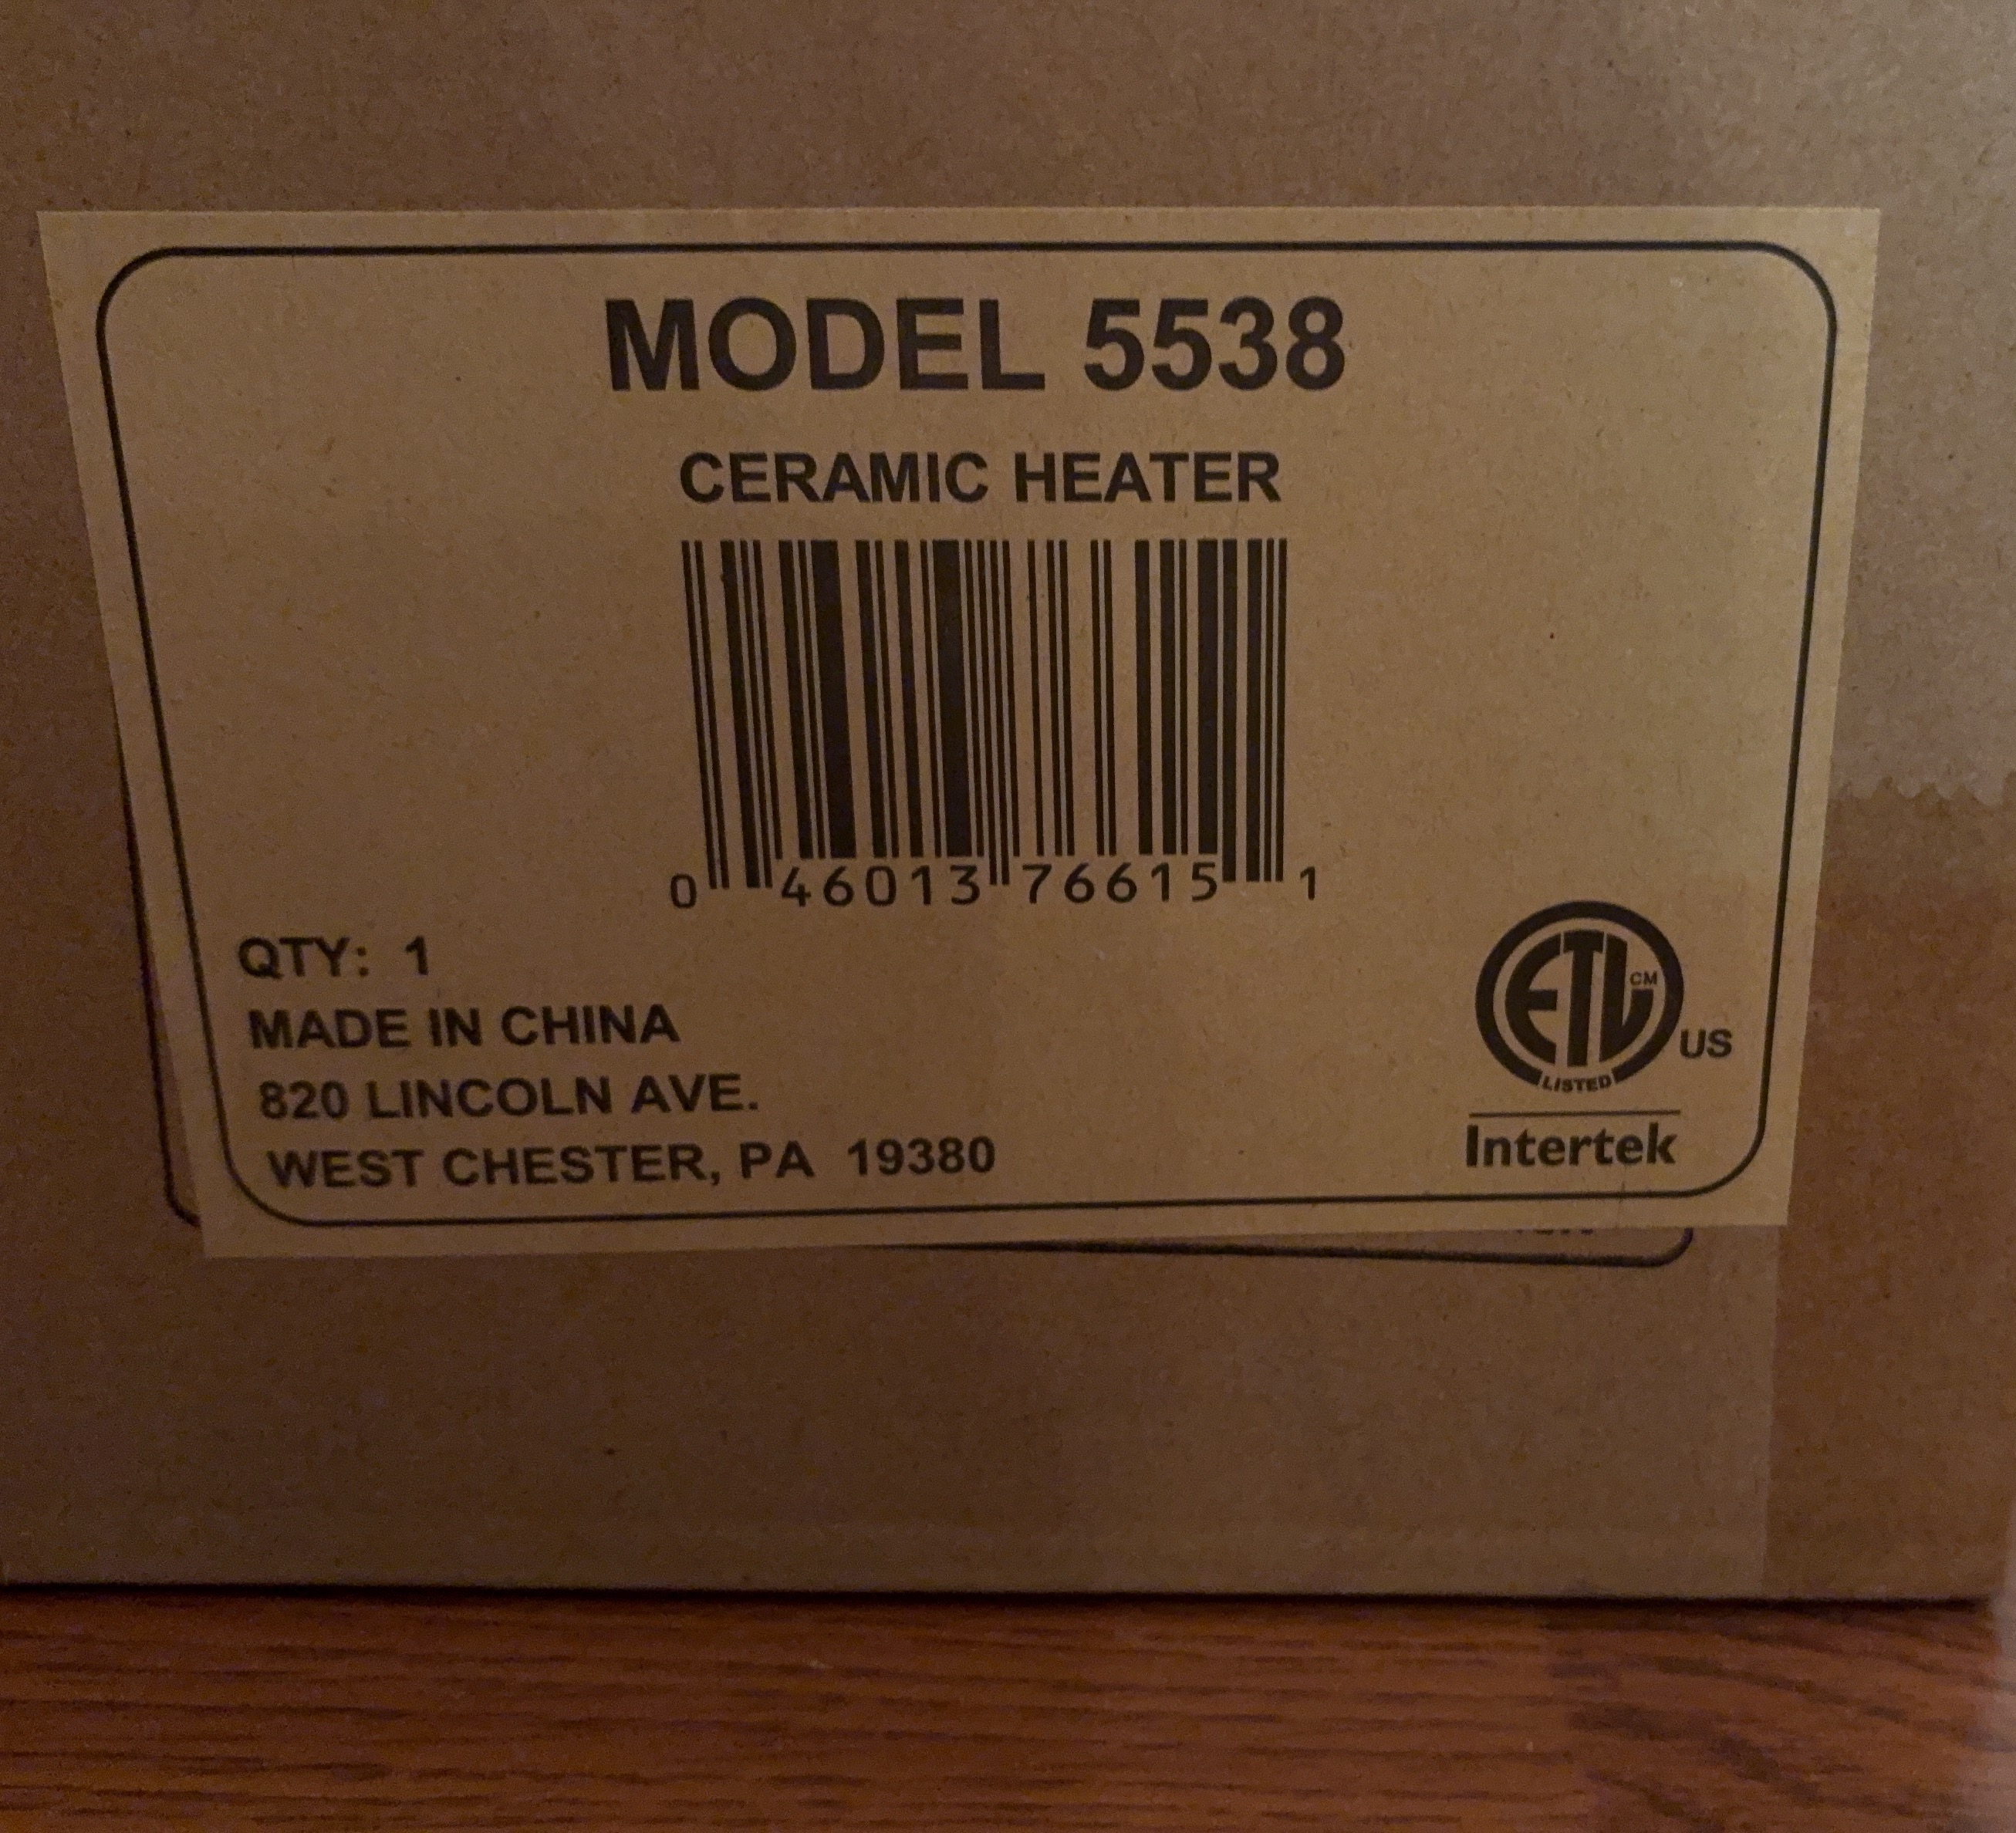 MODEL 5538
CERAMIC HEATER
0 46013 76615 1
QTY: 1
MADE IN CHINA
820 LINCOLN AVE.
WEST CHESTER, PA 19380
ETL CM
US
LISTED
Intertek